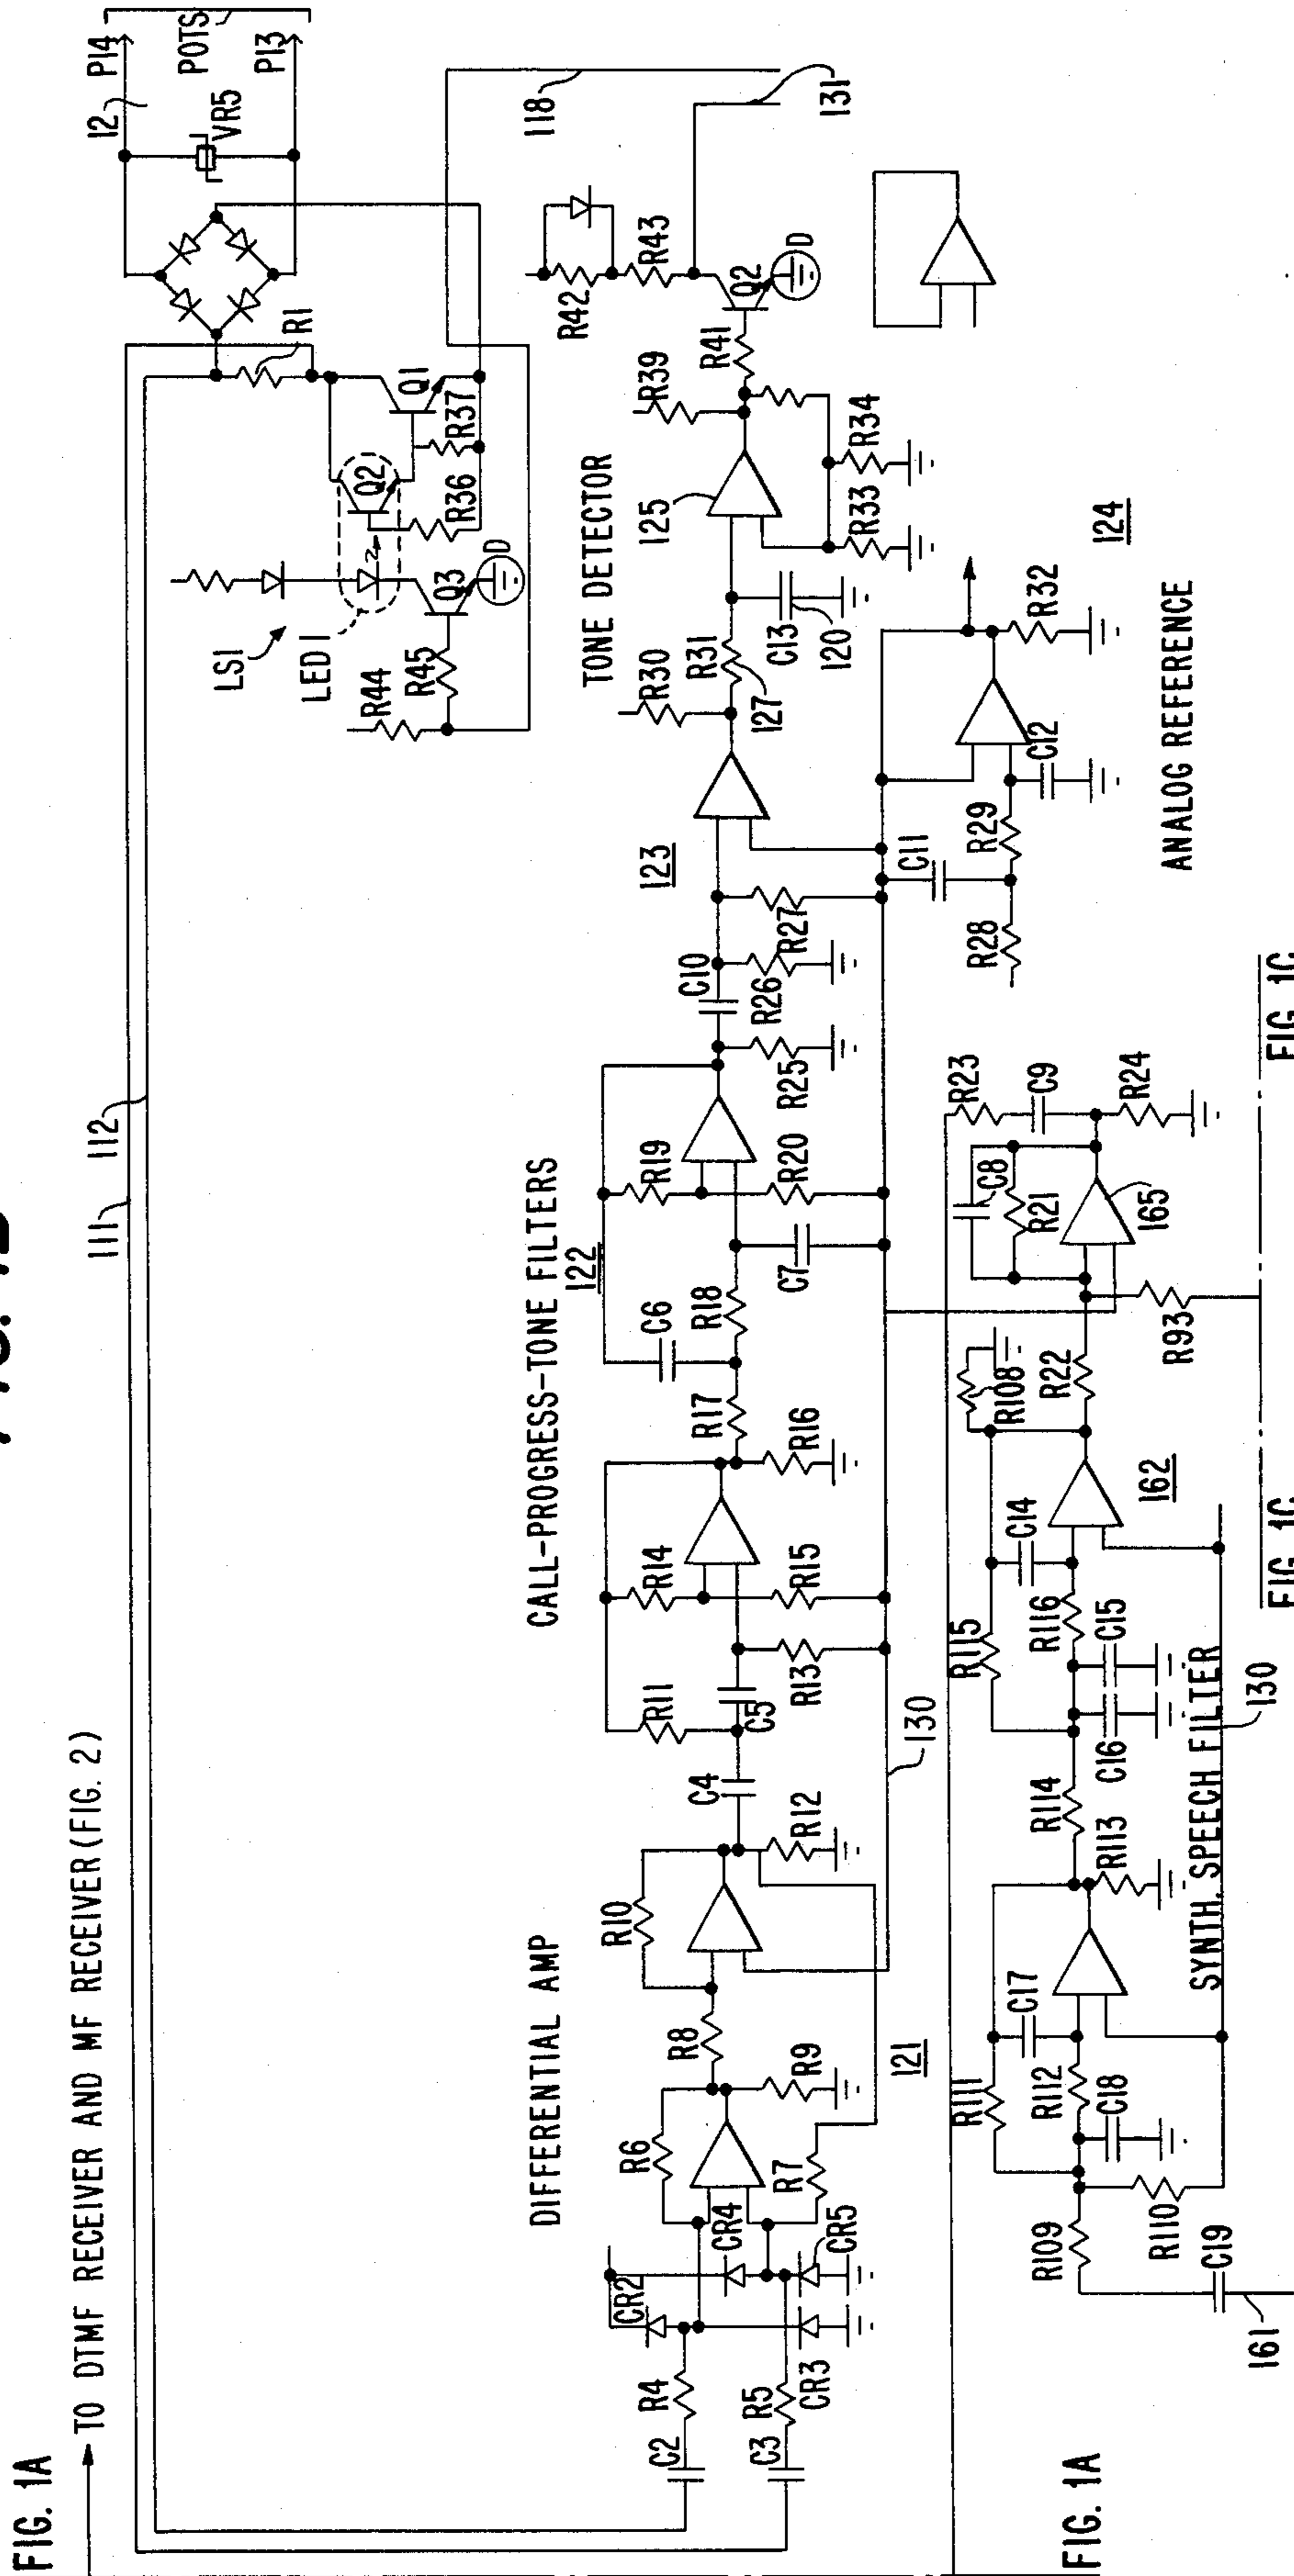 FIG. 1A
TO DTMF RECEIVER AND MF RECEIVER (FIG. 2)
111
112
12
P14
POTS
P13
VR5
R1
Q1
Q2
R37
R36
LS1
LED 1
Q3
D
R44
R45
118
131
DIFFERENTIAL AMP
CALL-PROGRESS-TONE FILTERS
122
TONE DETECTOR
C2
R4
C3
R5
CR2
CR3
CR4
CR5
R6
R7
R8
R9
121
R10
R12
C4
R11
C5
R13
R14
R15
R16
R17
C6
R18
C7
R19
R20
R25
C10
R26
R27
123
R30
R31
127
C13
120
125
R33
R34
R39
R41
R42
R43
Q2
D
130
R28
C11
R29
C12
R32
124
ANALOG REFERENCE
FIG. 1A
161
C19
R109
R110
R111
R112
C18
C17
R113
R114
C16
C15
R115
R116
C14
162
R108
R22
R93
C8
R21
165
R23
C9
R24
SYNTH. SPEECH FILTER
130
FIG. 1C
FIG. 1C